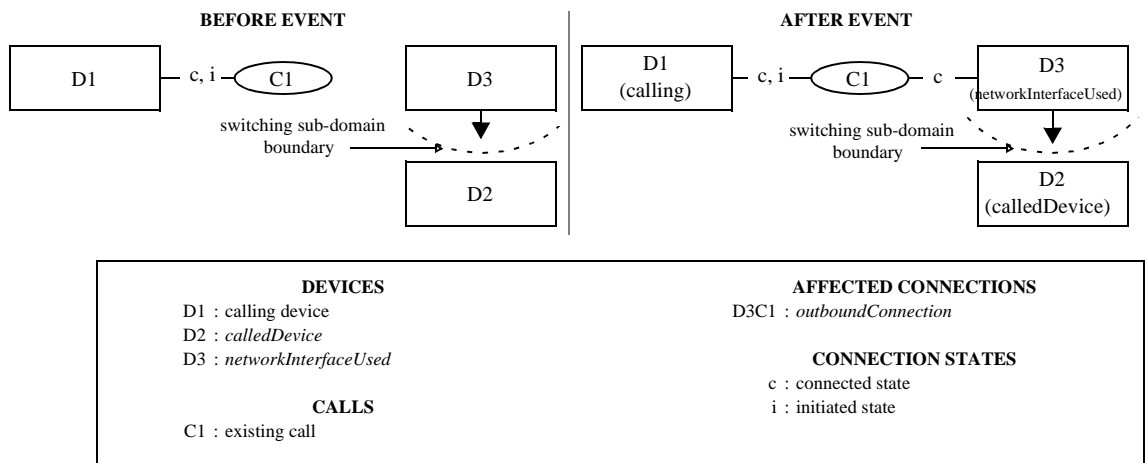 BEFORE EVENT
D1
c, i
C1
D3
switching sub-domain
boundary
D2
AFTER EVENT
D1
(calling)
c, i
C1
c
D3
(networkInterfaceUsed)
switching sub-domain
boundary
D2
(calledDevice)
DEVICES
D1 : calling device
D2 : calledDevice
D3 : networkInterfaceUsed
CALLS
C1 : existing call
AFFECTED CONNECTIONS
D3C1 : outboundConnection
CONNECTION STATES
c : connected state
i : initiated state